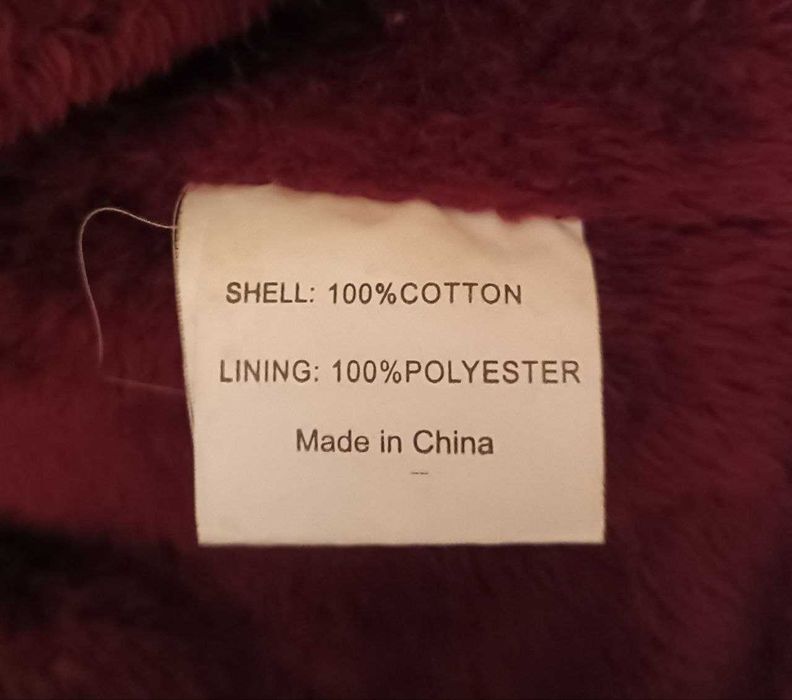 SHELL: 100%COTTON
LINING: 100%POLYESTER
Made in China